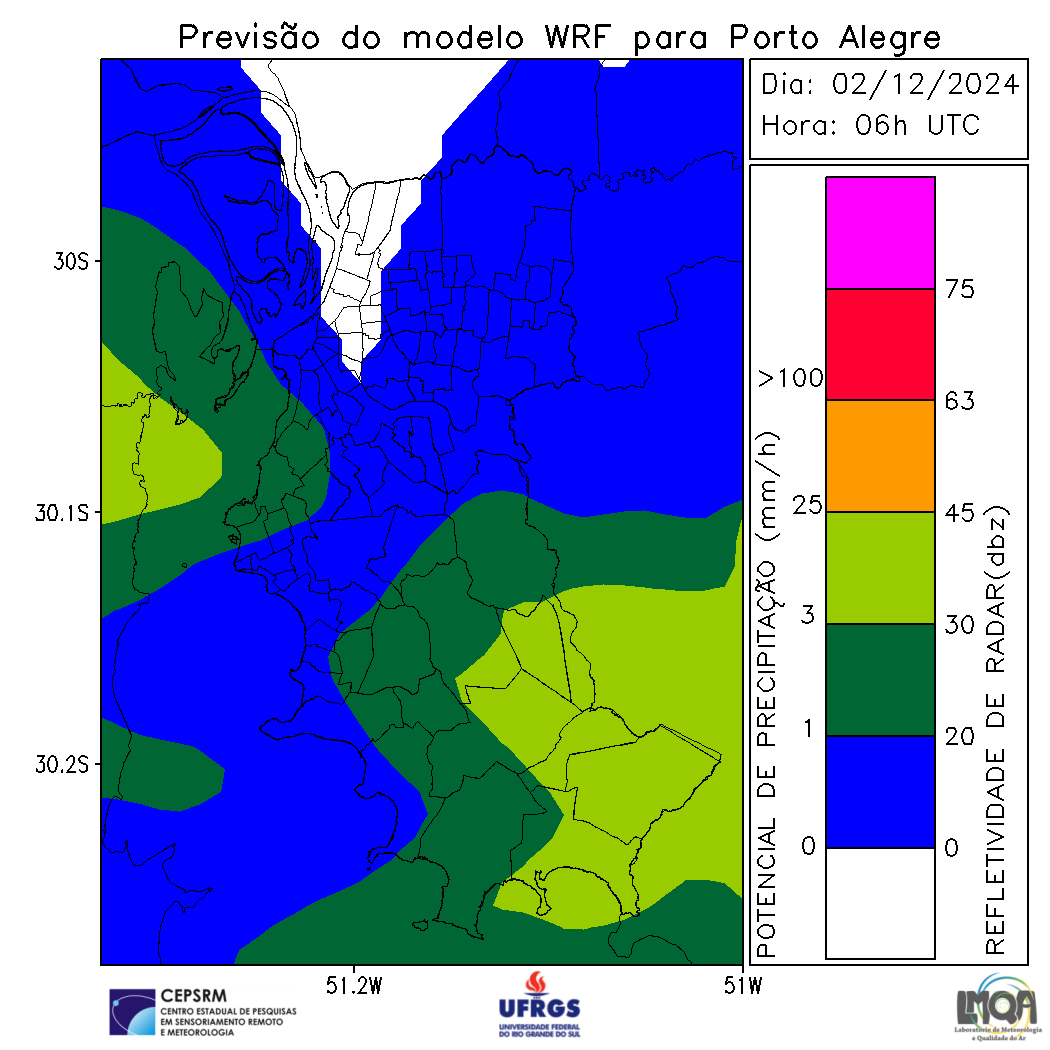 Previsão do modelo WRF para Porto Alegre
Dia: 02/12/2024
Hora: 06h UTC
30S
30.1S
30.2S
51.2W
51W
POTENCIAL DE PRECIPITAÇÃO (mm/h)
>100
25
3
1
0
75
63
45
30
20
0
REFLETIVIDADE DE RADAR(dbz)
CEPSRM
CENTRO ESTADUAL DE PESQUISAS
EM SENSORIAMENTO REMOTO
E METEOROLOGIA
UFRGS
UNIVERSIDADE FEDERAL
DO RIO GRANDE DO SUL
LMQA
Laboratório de Meteorologia
e Qualidade do Ar